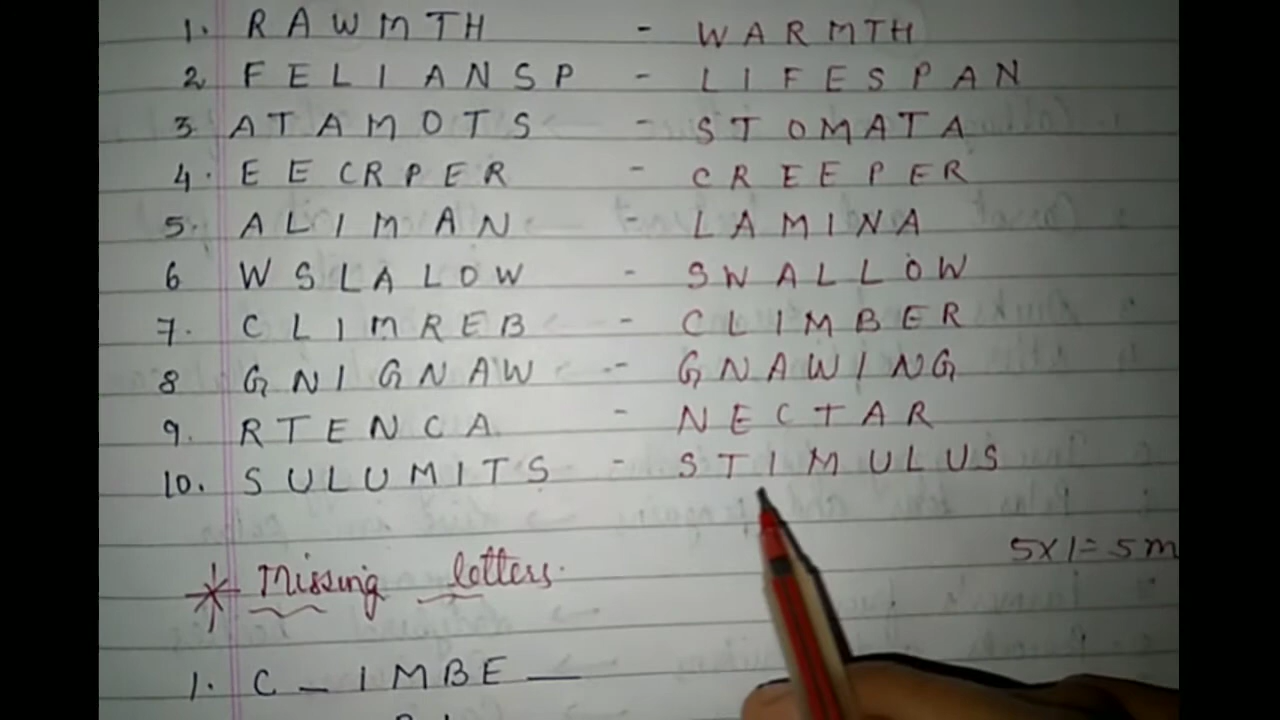 1. RAWMTH - WARMTH
2 FELIANSP - LIFESPAN
3 ATAMOTS - STOMATA
4. EECRPER - CREEPER
5. ALIMAN - LAMINA
6 WSLALOW - SWALLOW
7. CLIMREB - CLIMBER
8 GNIGNAW - GNAWING
9. RTENCA - NECTAR
10. SULUMITS - STIMULUS
5x1=5m
* Missing letters.
1. C_IMBE_